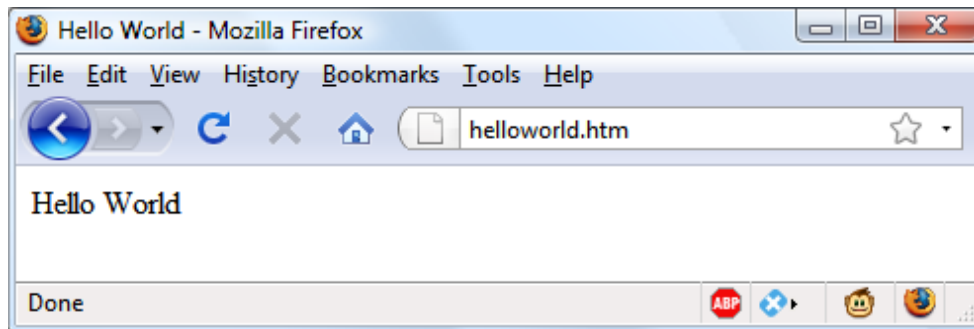 Hello World - Mozilla Firefox
File Edit View History Bookmarks Tools Help
helloworld.htm
Hello World
Done
ABP